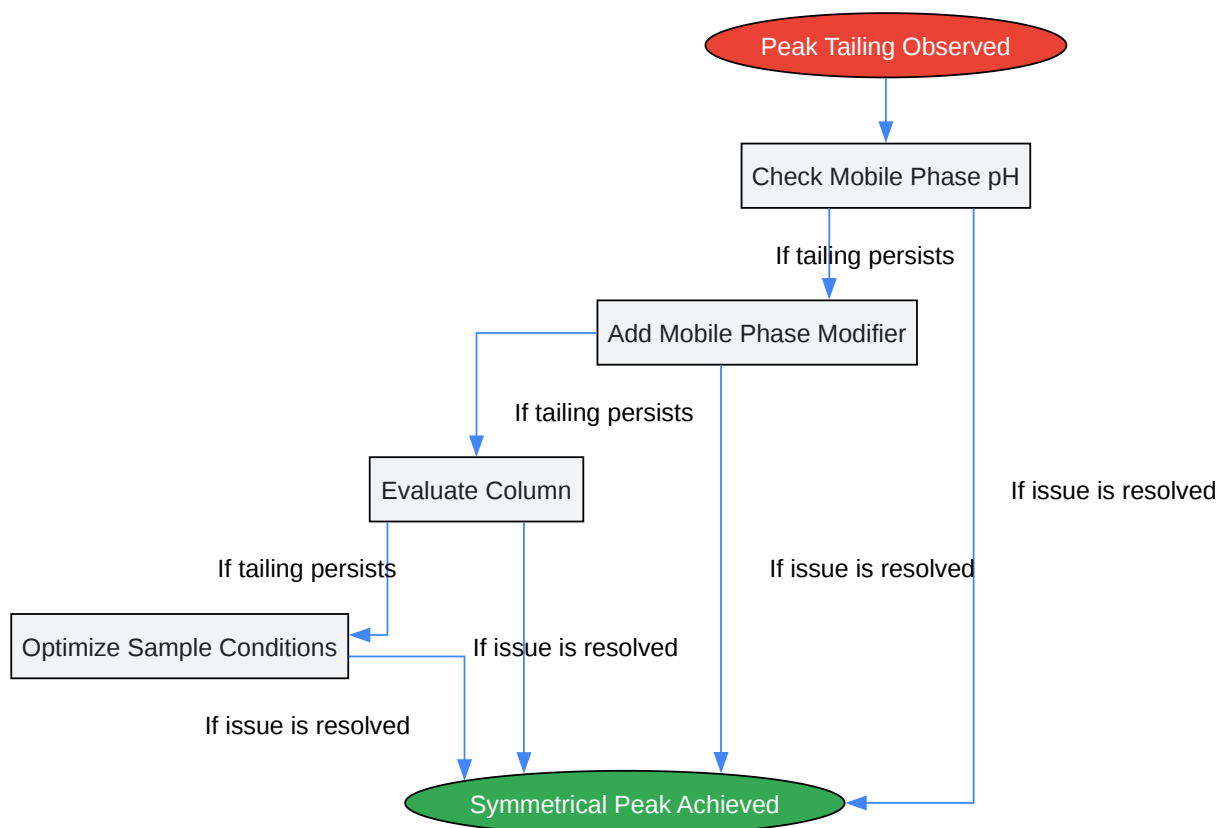 Peak Tailing Observed
Check Mobile Phase pH
If tailing persists
Add Mobile Phase Modifier
If tailing persists
Evaluate Column
If issue is resolved
If tailing persists
If issue is resolved
Optimize Sample Conditions
If issue is resolved
If issue is resolved
Symmetrical Peak Achieved